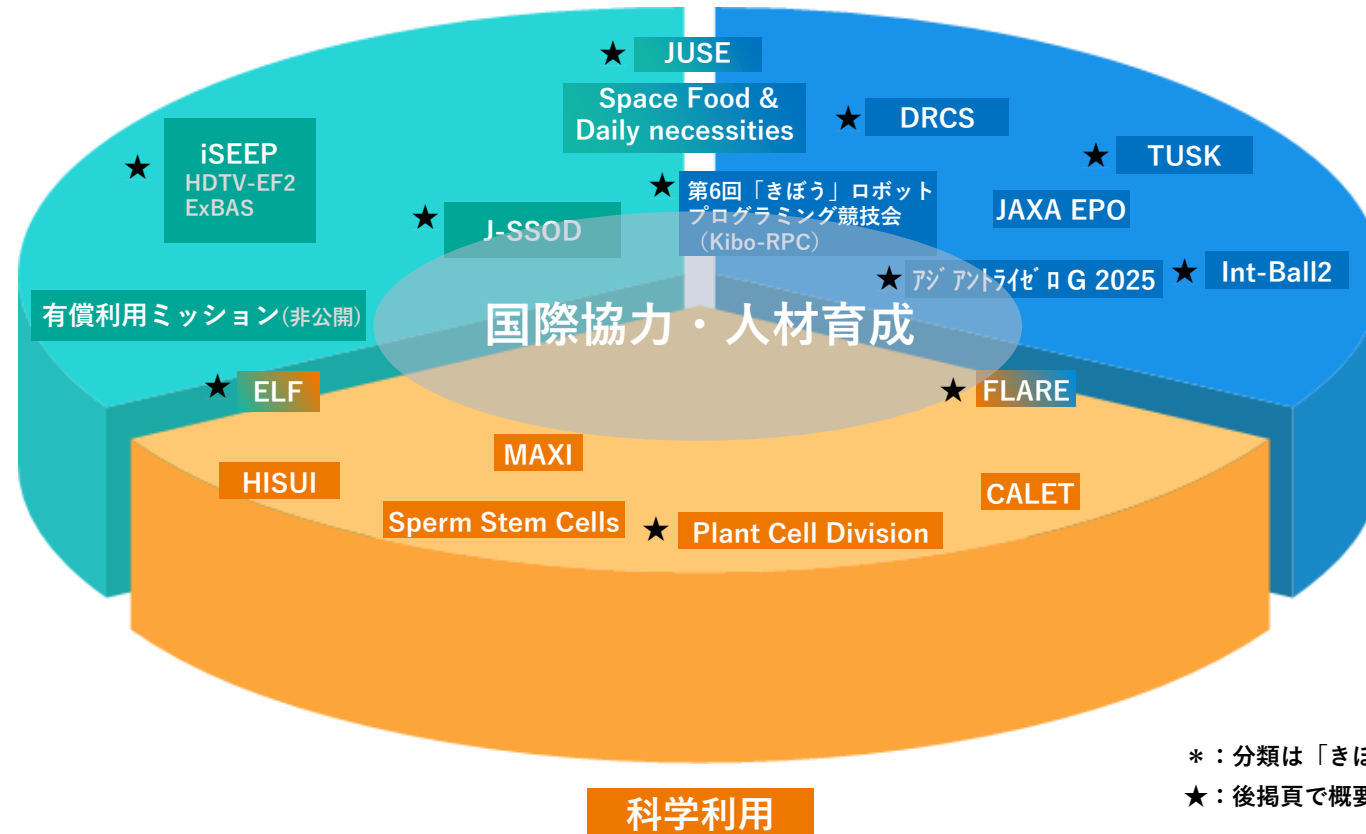 ★ JUSE
Space Food &
Daily necessities
★ DRCS
★ TUSK
★ iSEEP
HDTV-EF2
ExBAS
★ J-SSOD
★ 第6回「きぼう」ロボット
プログラミング競技会
（Kibo-RPC）
JAXA EPO
★ ｱｼﾞｱﾝﾄﾗｲｾﾞﾛG 2025
★ Int-Ball2
有償利用ミッション(非公開)
国際協力・人材育成
★ ELF
★ FLARE
MAXI
HISUI
CALET
Sperm Stem Cells
★ Plant Cell Division
＊：分類は「きぼ
★：後掲頁で概要
科学利用